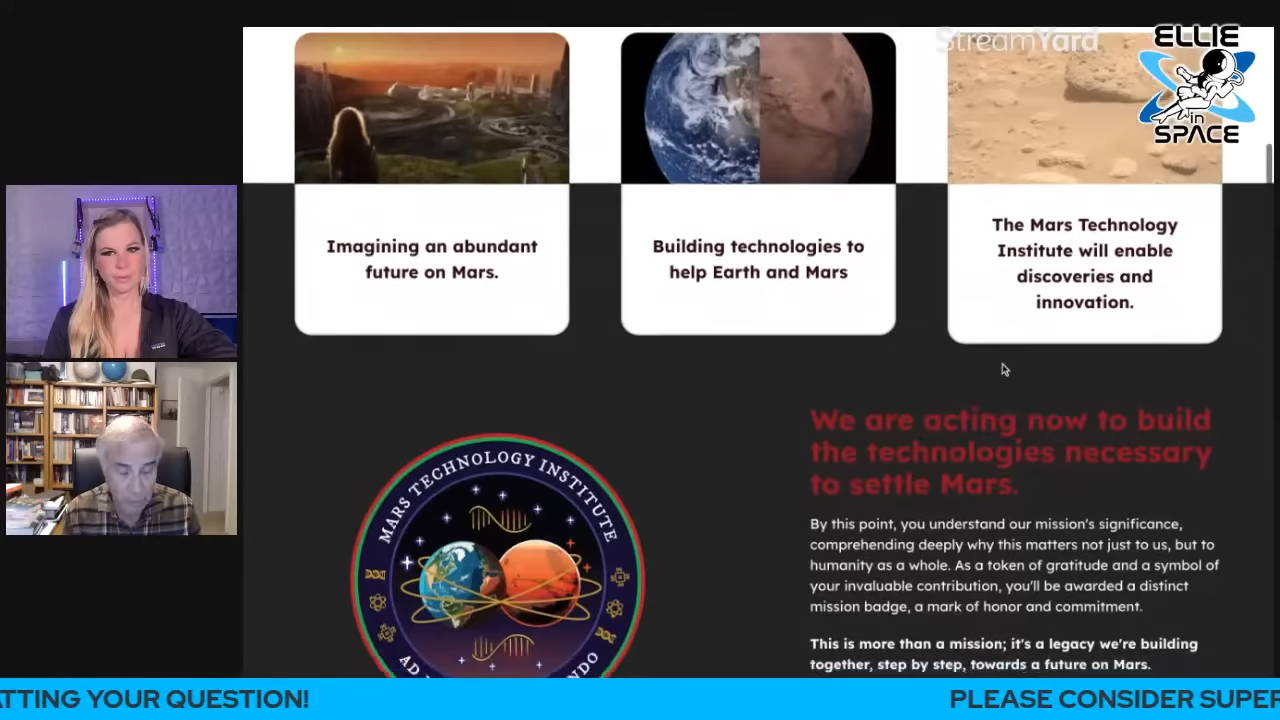 StreamYard
ELLIE
in
SPACE
Imagining an abundant
future on Mars.
Building technologies to
help Earth and Mars
The Mars Technology
Institute will enable
discoveries and
innovation.
We are acting now to build
the technologies necessary
to settle Mars.
By this point, you understand our mission's significance,
comprehending deeply why this matters not just to us, but to
humanity as a whole. As a token of gratitude and a symbol of
your invaluable contribution, you'll be awarded a distinct
mission badge, a mark of honor and commitment.
This is more than a mission; it's a legacy we're building
together, step by step, towards a future on Mars.
MARS TECHNOLOGY INSTITUTE
AD
NDO
ATTING YOUR QUESTION!
PLEASE CONSIDER SUPER